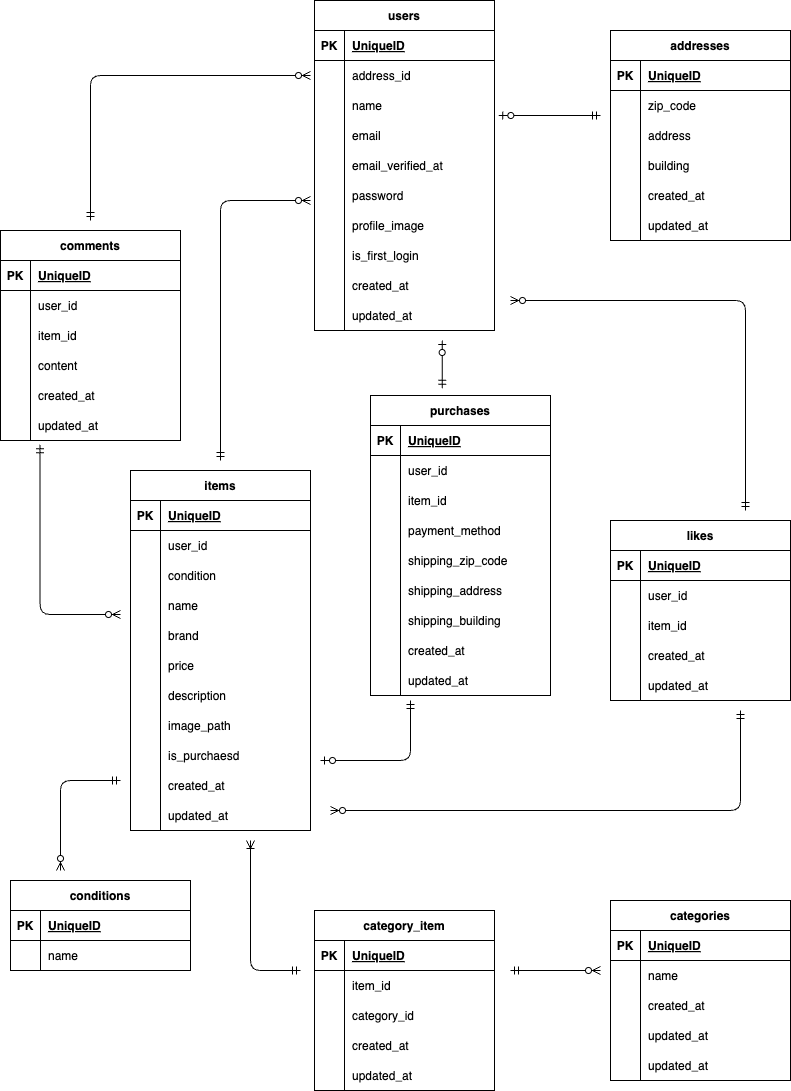 users
PK UniqueID
address_id
name
email
email_verified_at
password
profile_image
is_first_login
created_at
updated_at
addresses
PK UniqueID
zip_code
address
building
created_at
updated_at
comments
PK UniqueID
user_id
item_id
content
created_at
updated_at
purchases
PK UniqueID
user_id
item_id
payment_method
shipping_zip_code
shipping_address
shipping_building
created_at
updated_at
items
PK UniqueID
user_id
condition
name
brand
price
description
image_path
is_purchaesd
created_at
updated_at
likes
PK UniqueID
user_id
item_id
created_at
updated_at
conditions
PK UniqueID
name
category_item
PK UniqueID
item_id
category_id
created_at
updated_at
categories
PK UniqueID
name
created_at
updated_at
updated_at